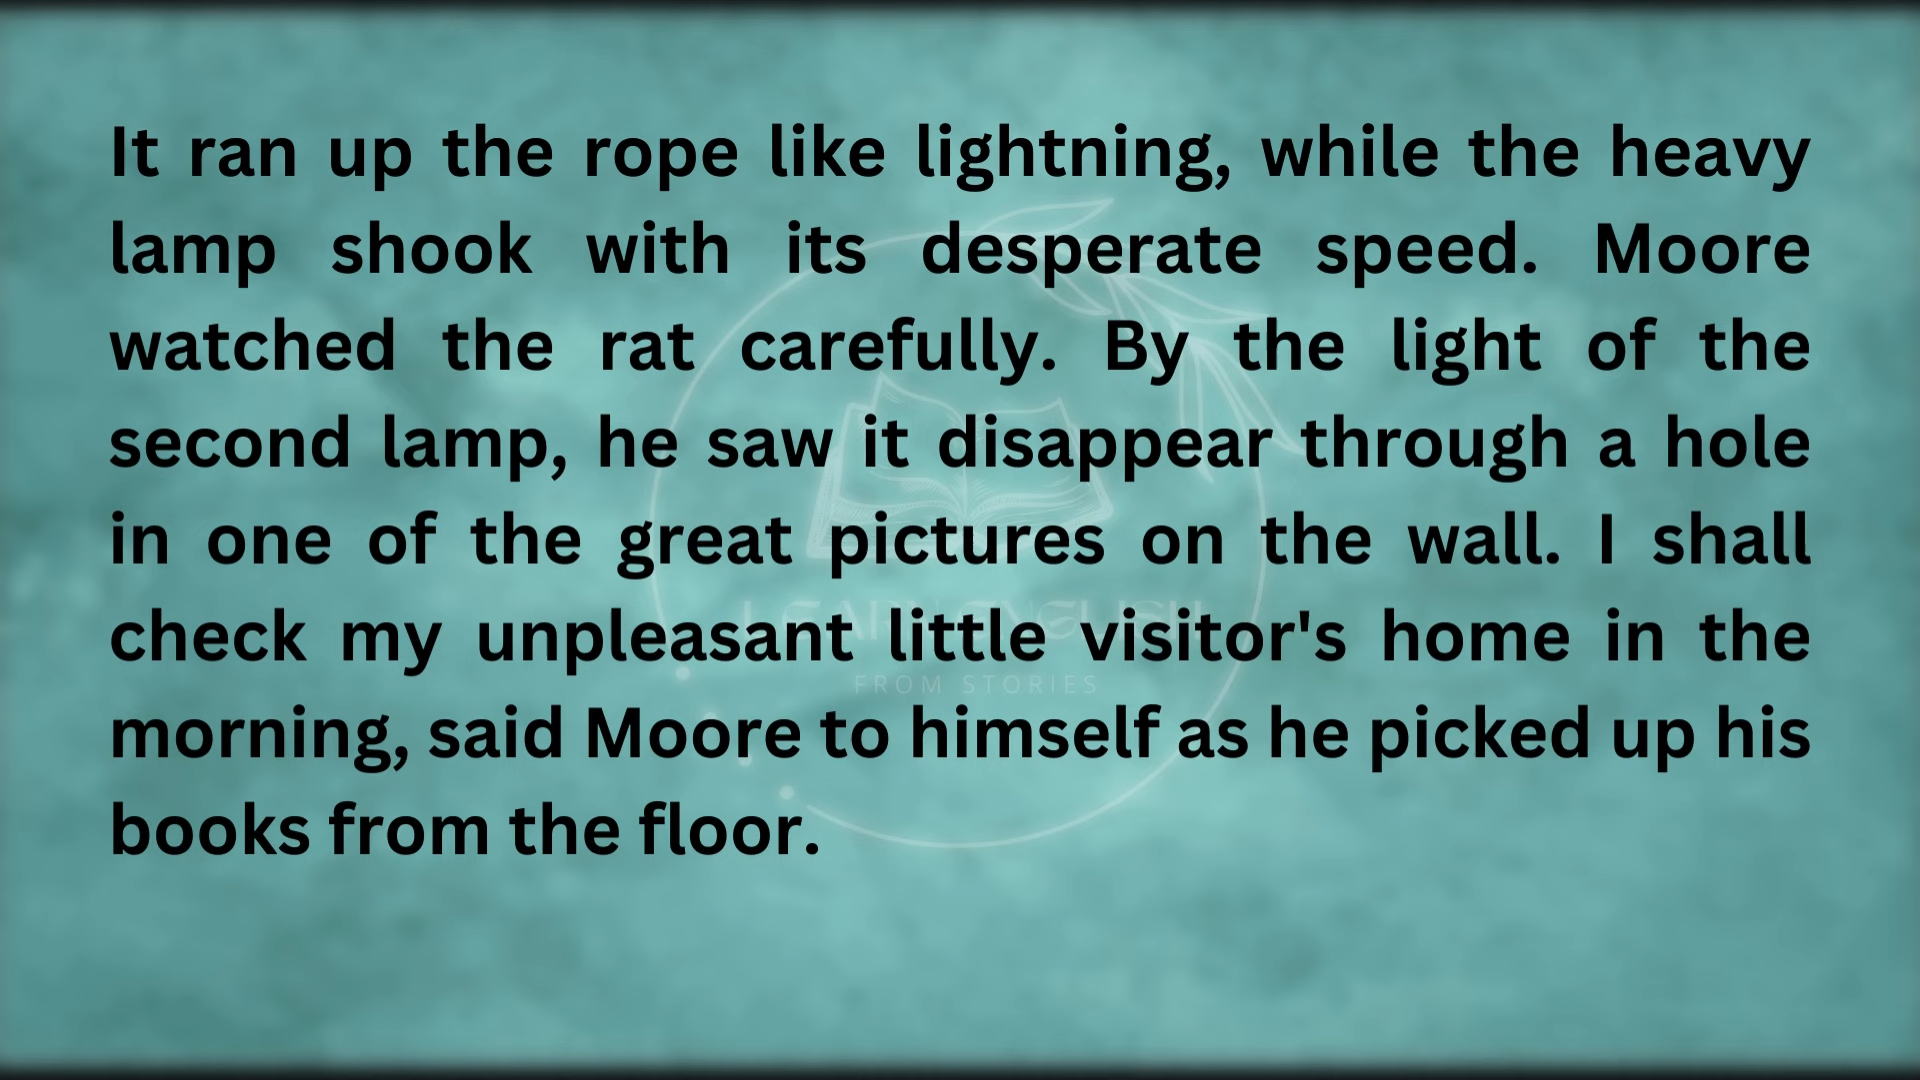 It ran up the rope like lightning, while the heavy
lamp shook with its desperate speed. Moore
watched the rat carefully. By the light of the
second lamp, he saw it disappear through a hole
in one of the great pictures on the wall. I shall
check my unpleasant little visitor's home in the
morning, said Moore to himself as he picked up his
books from the floor.
LEARN ENGLISH
FROM STORIES